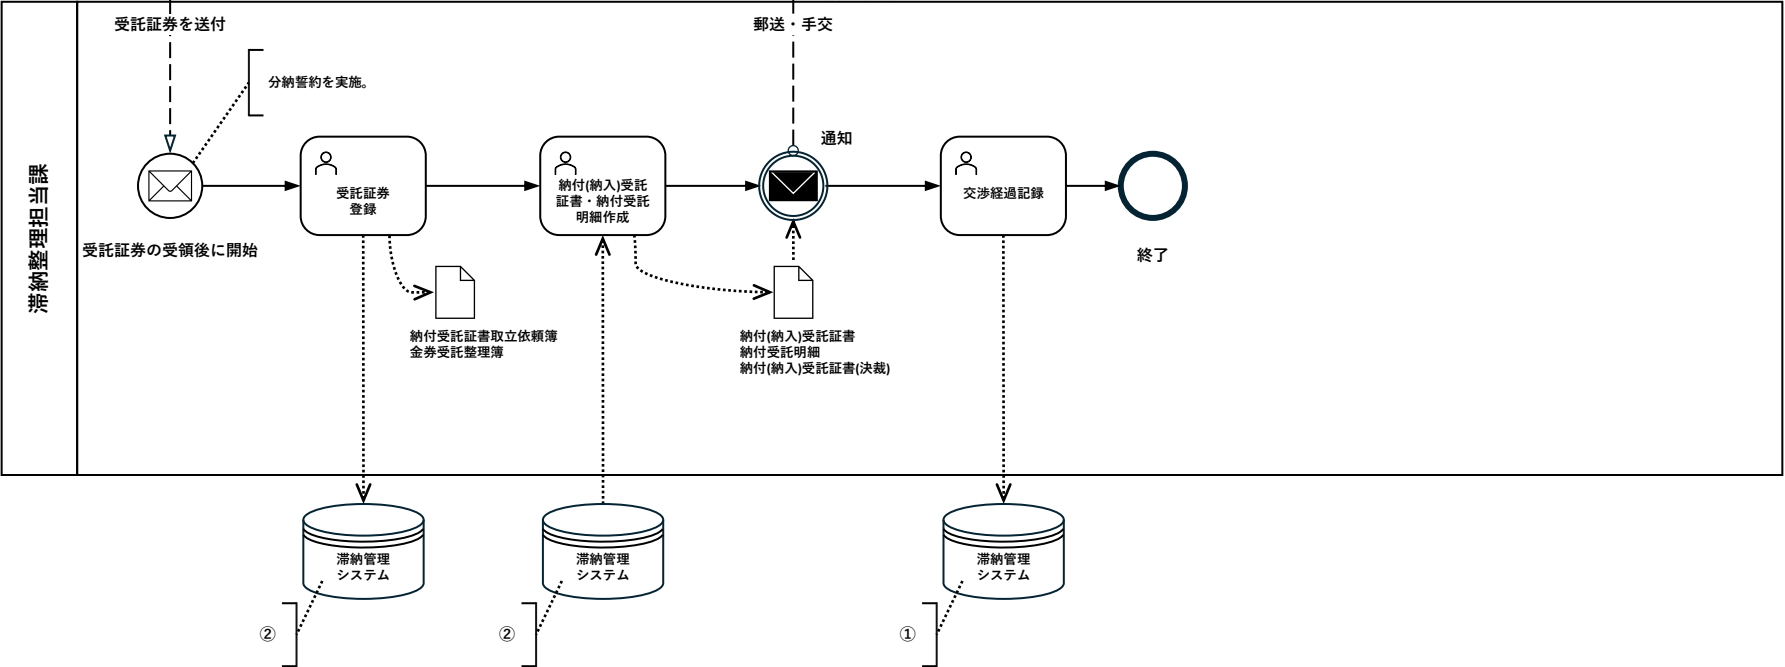 滞納整理担当課
受託証券を送付
郵送・手交
分納誓約を実施。
通知
受託証券
登録
納付(納入)受託
証書・納付受託
明細作成
交渉経過記録
受託証券の受領後に開始
終了
納付受託証書取立依頼簿
金券受託整理簿
納付(納入)受託証書
納付受託明細
納付(納入)受託証書(決裁)
滞納管理
システム
滞納管理
システム
滞納管理
システム
②
②
①